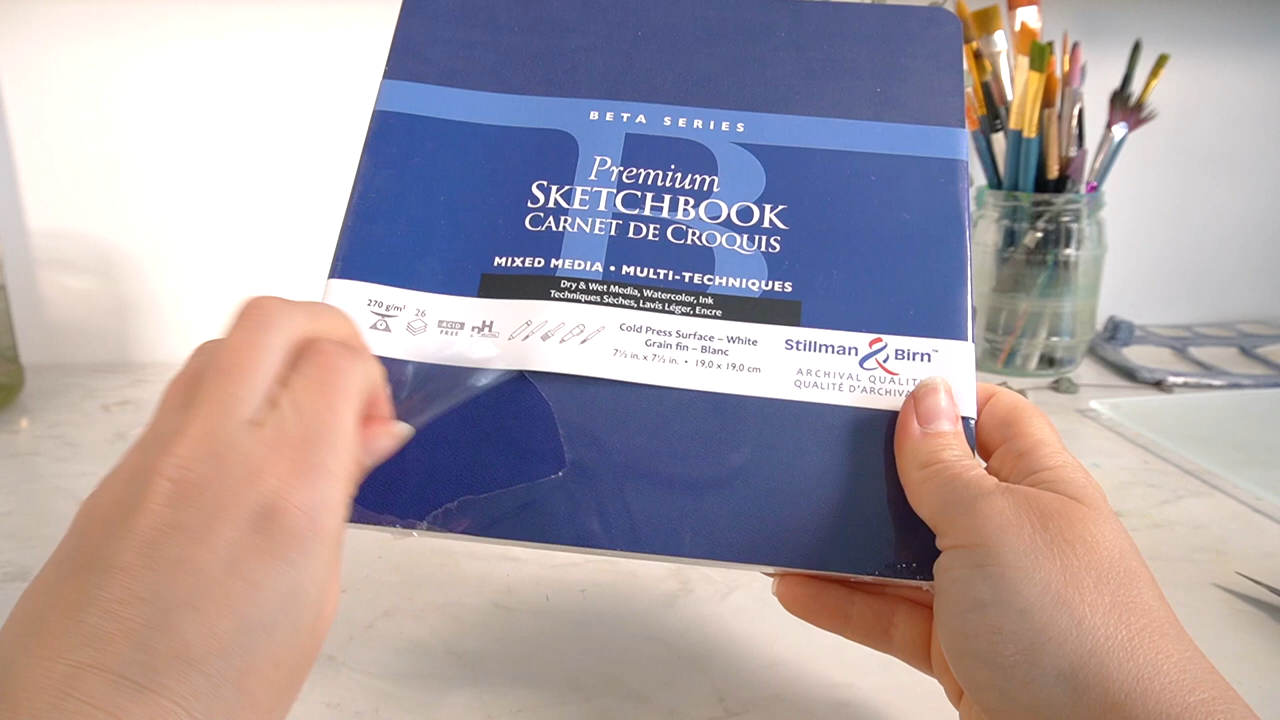 BETA SERIES
Premium
SKETCHBOOK
CARNET DE CROQUIS
MIXED MEDIA • MULTI-TECHNIQUES
Dry & Wet Media, Watercolor, Ink
Techniques Sèches, Lavis Léger, Encre
270 g/m²
26
ACID
FREE
pH
Cold Press Surface – White
Grain fin – Blanc
7½ in. x 7½ in. • 19,0 x 19,0 cm
Stillman & Birn™
ARCHIVAL QUALIT
QUALITÉ D'ARCHIVA
B